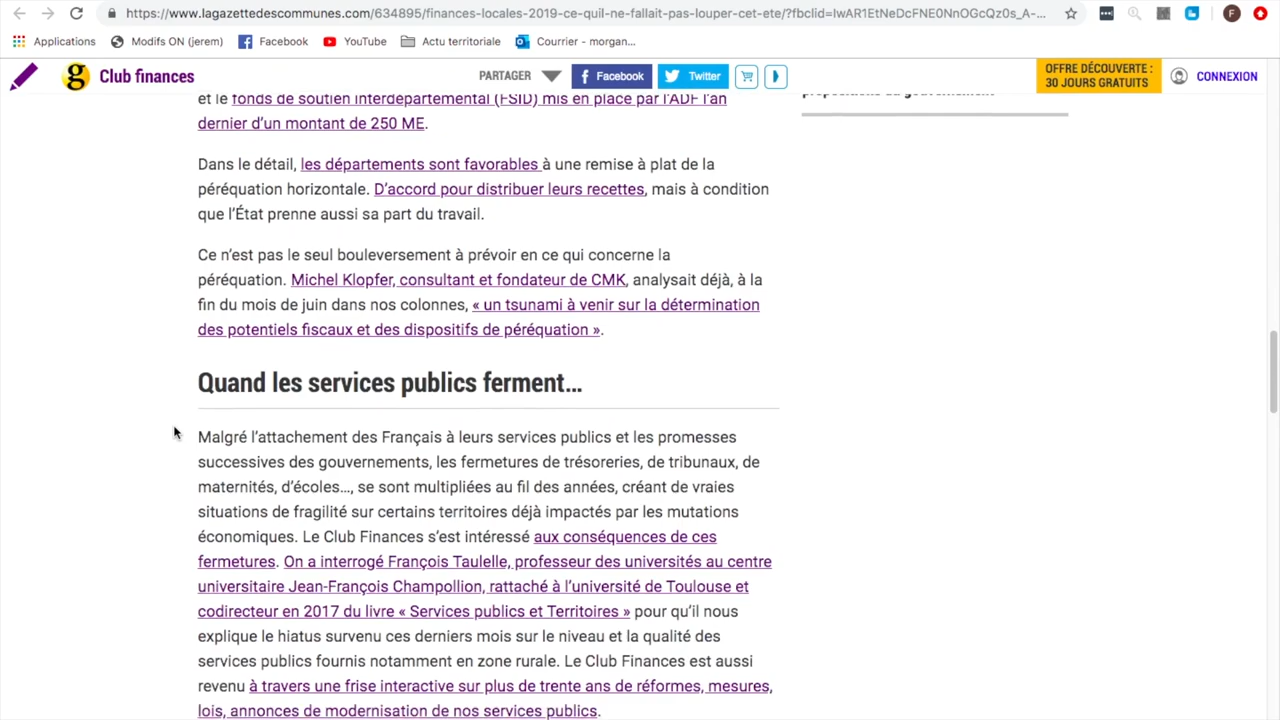 https://www.lagazettedescommunes.com/634895/finances-locales-2019-ce-quil-ne-fallait-pas-louper-cet-ete/?fbclid=IwAR1EtNeDcFNE0NnOGcQz0s_A-...
Applications Modifs ON (jerem) Facebook YouTube Actu territoriale Courrier - morgan...
g Club finances PARTAGER Facebook Twitter OFFRE DÉCOUVERTE : 30 JOURS GRATUITS CONNEXION
et le fonds de soutien interdépartemental (FSID) mis en place par l'ADF l'an
dernier d'un montant de 250 ME.
Dans le détail, les départements sont favorables à une remise à plat de la
péréquation horizontale. D'accord pour distribuer leurs recettes, mais à condition
que l'État prenne aussi sa part du travail.
Ce n'est pas le seul bouleversement à prévoir en ce qui concerne la
péréquation. Michel Klopfer, consultant et fondateur de CMK, analysait déjà, à la
fin du mois de juin dans nos colonnes, « un tsunami à venir sur la détermination
des potentiels fiscaux et des dispositifs de péréquation ».
Quand les services publics ferment...
Malgré l'attachement des Français à leurs services publics et les promesses
successives des gouvernements, les fermetures de trésoreries, de tribunaux, de
maternités, d'écoles..., se sont multipliées au fil des années, créant de vraies
situations de fragilité sur certains territoires déjà impactés par les mutations
économiques. Le Club Finances s'est intéressé aux conséquences de ces
fermetures. On a interrogé François Taulelle, professeur des universités au centre
universitaire Jean-François Champollion, rattaché à l'université de Toulouse et
codirecteur en 2017 du livre « Services publics et Territoires » pour qu'il nous
explique le hiatus survenu ces derniers mois sur le niveau et la qualité des
services publics fournis notamment en zone rurale. Le Club Finances est aussi
revenu à travers une frise interactive sur plus de trente ans de réformes, mesures,
lois, annonces de modernisation de nos services publics.